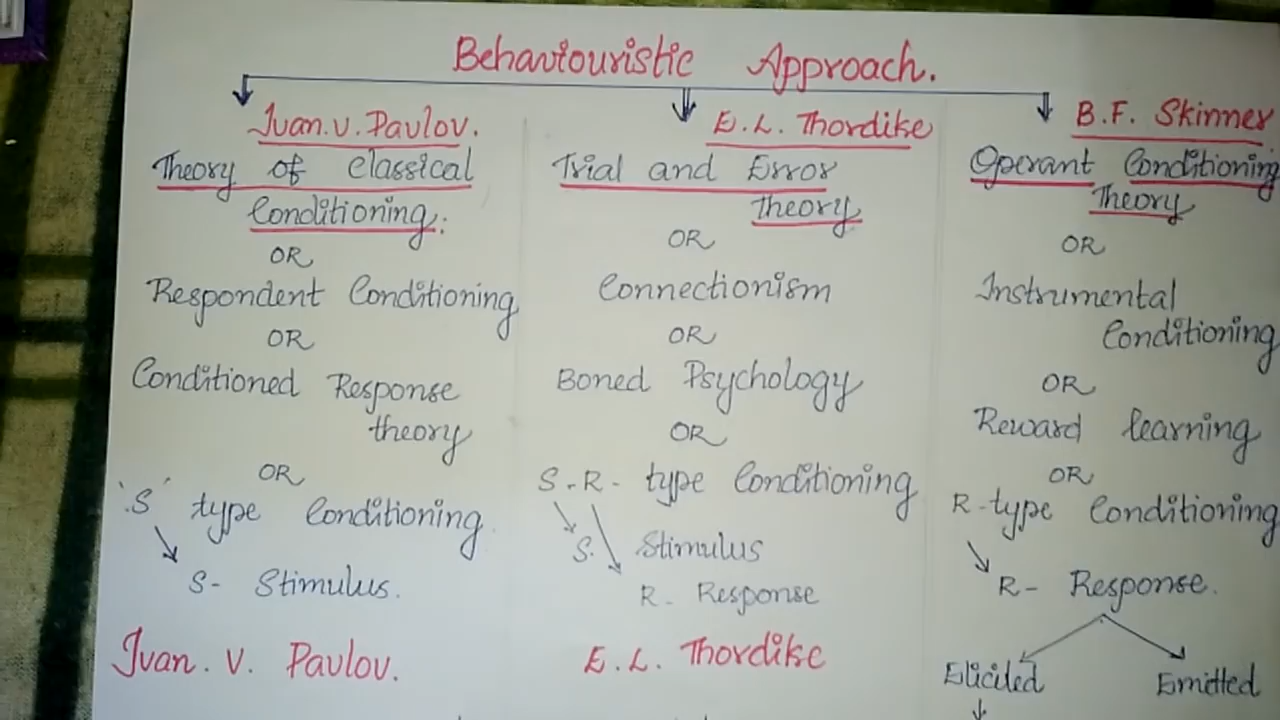 Behaviouristic Approach.
Ivan. V. Pavlov.
Theory of Classical
Conditioning.
OR
Respondent Conditioning
OR
Conditioned Response
theory
OR
'S' type Conditioning
S- Stimulus.
Ivan. V. Pavlov.
E. L. Thordike
Trial and Error
Theory
OR
Connectionism
OR
Boned Psychology
OR
S-R- type Conditioning
S. Stimulus
R- Response
E. L. Thordike
B.F. Skinner
Operant Conditioning
Theory
OR
Instrumental
Conditioning
OR
Reward learning
OR
R-type Conditioning
R- Response.
Elicited Emitted